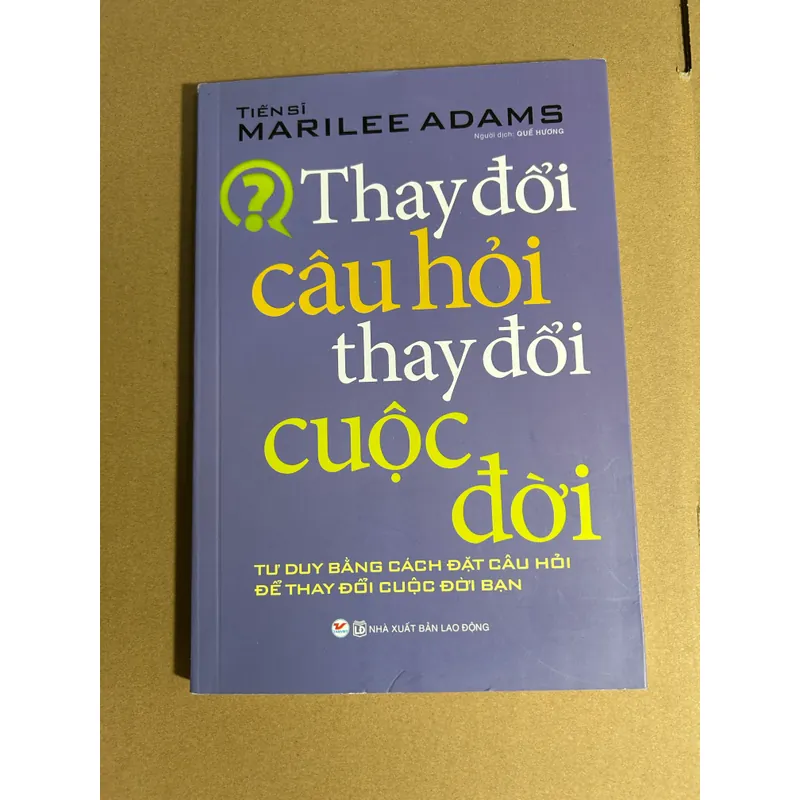 TIẾN SĨ
MARILEE ADAMS
Người dịch: QUẾ HƯƠNG
? Thay đổi
câu hỏi
thay đổi
cuộc
đời
TƯ DUY BẰNG CÁCH ĐẶT CÂU HỎI
ĐỂ THAY ĐỔI CUỘC ĐỜI BẠN
LĐ NHÀ XUẤT BẢN LAO ĐỘNG